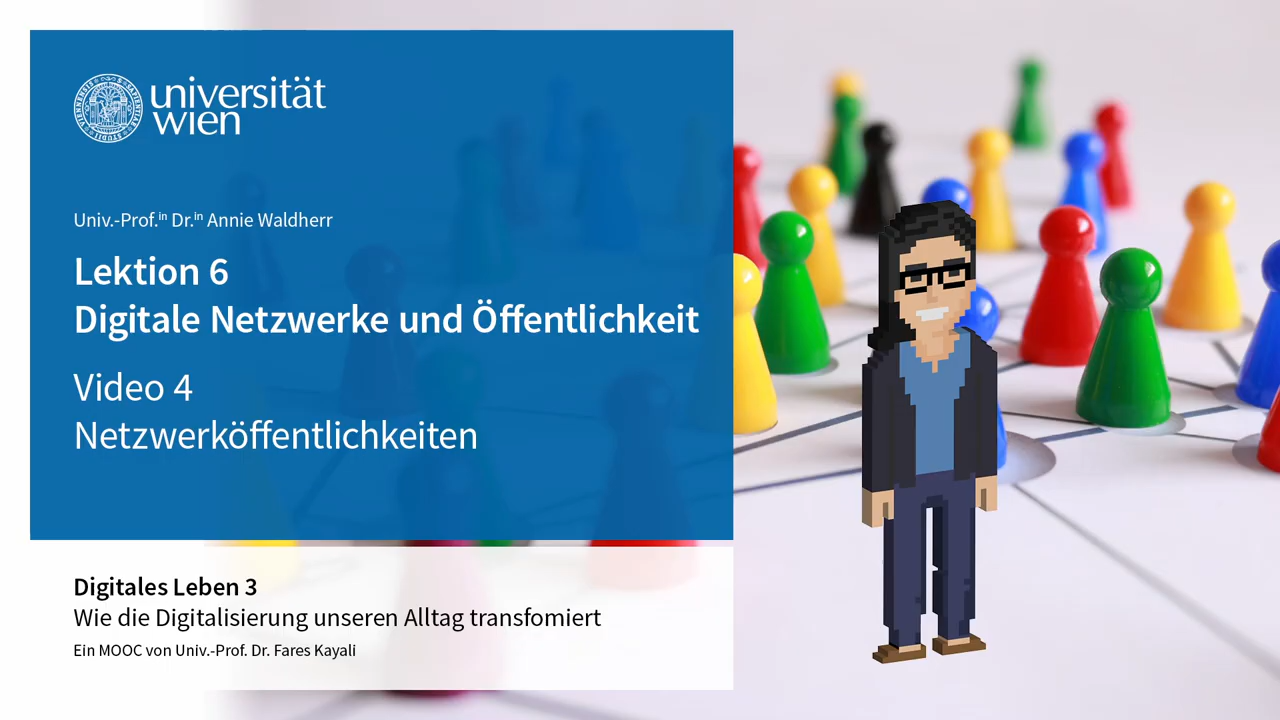 universität
wien
Univ.-Prof.in Dr.in Annie Waldherr
Lektion 6
Digitale Netzwerke und Öffentlichkeit
Video 4
Netzwerköffentlichkeiten
Digitales Leben 3
Wie die Digitalisierung unseren Alltag transfomiert
Ein MOOC von Univ.-Prof. Dr. Fares Kayali